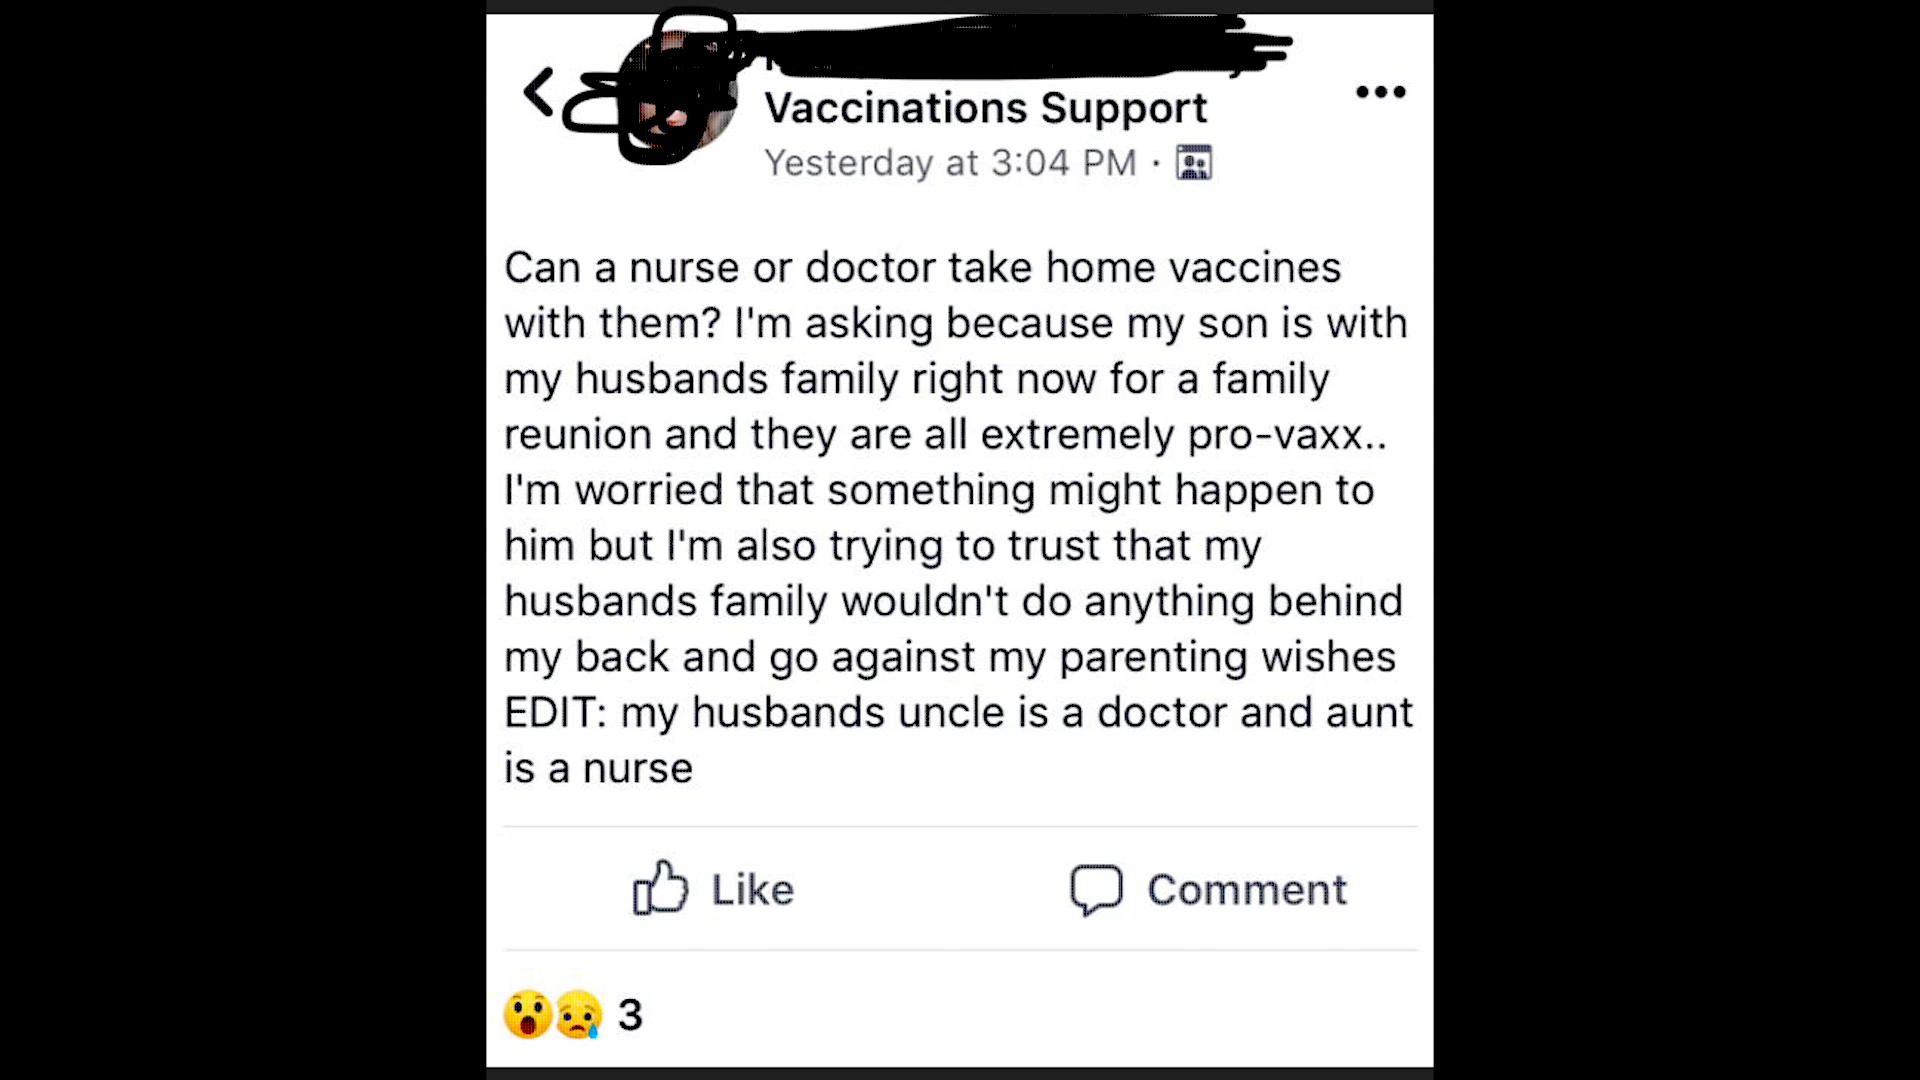 Vaccinations Support
Yesterday at 3:04 PM ·
Can a nurse or doctor take home vaccines
with them? I'm asking because my son is with
my husbands family right now for a family
reunion and they are all extremely pro-vaxx..
I'm worried that something might happen to
him but I'm also trying to trust that my
husbands family wouldn't do anything behind
my back and go against my parenting wishes
EDIT: my husbands uncle is a doctor and aunt
is a nurse
Like
Comment
3